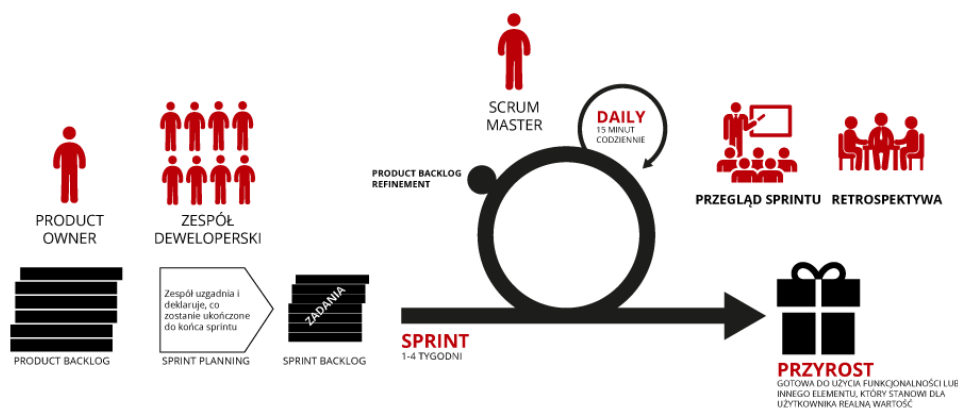 SCRUM
MASTER
DAILY
15 MINUT
CODZIENNIE
PRODUCT BACKLOG
REFINEMENT
PRZEGLĄD SPRINTU
RETROSPEKTYWA
PRODUCT
OWNER
ZESPÓŁ
DEWELOPERSKI
Zespół uzgadnia i
deklaruje, co
zostanie ukończone
do końca sprintu
ZADANIA
PRODUCT BACKLOG
SPRINT PLANNING
SPRINT BACKLOG
SPRINT
1-4 TYGODNI
PRZYROST
GOTOWA DO UŻYCIA FUNKCJONALNOŚCI LUB
INNEGO ELEMENTU, KTÓRY STANOWI DLA
UŻYTKOWNIKA REALNĄ WARTOŚĆ